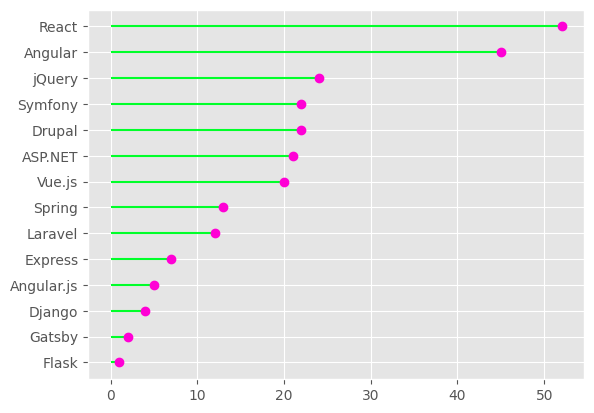 React
Angular
jQuery
Symfony
Drupal
ASP.NET
Vue.js
Spring
Laravel
Express
Angular.js
Django
Gatsby
Flask
0 10 20 30 40 50